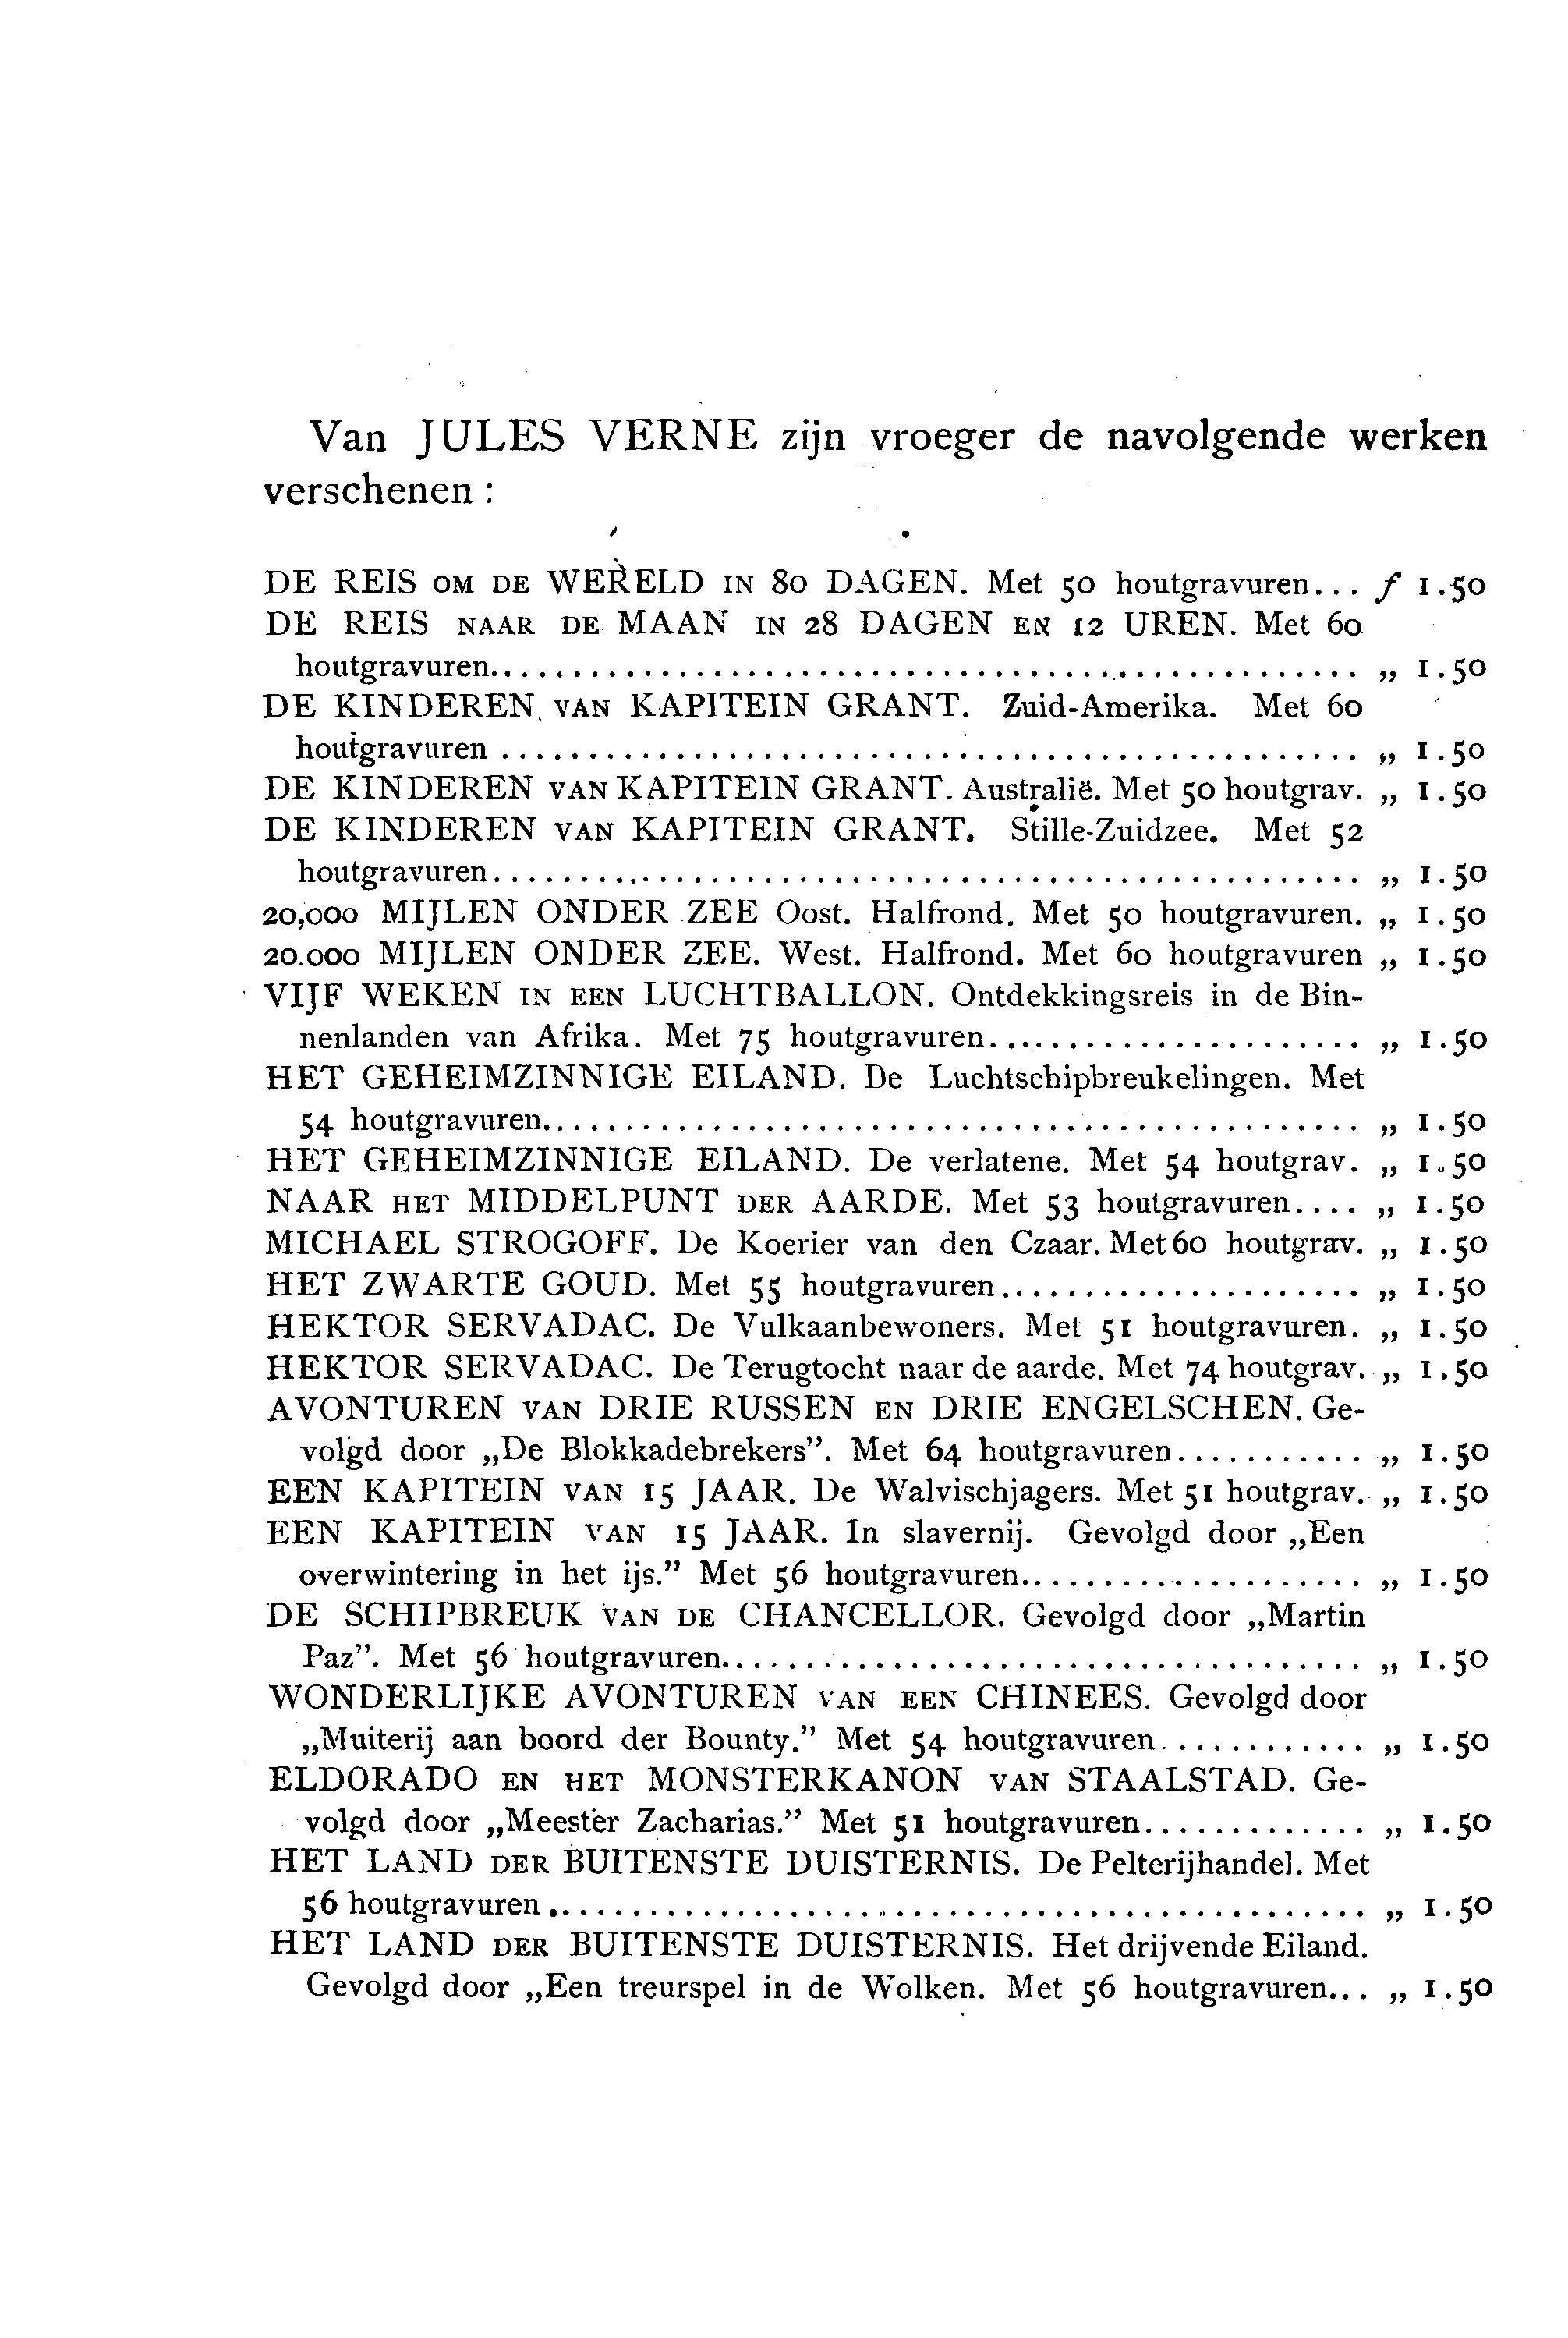 Van JULES VERNE zijn vroeger de navolgende werken
verschenen :
DE REIS OM DE WERELD IN 80 DAGEN. Met 50 houtgravuren... f 1.50
DE REIS NAAR DE MAAN IN 28 DAGEN EN 12 UREN. Met 60
houtgravuren.................................................. „ 1.50
DE KINDEREN VAN KAPITEIN GRANT. Zuid-Amerika. Met 60
houtgravuren .................................................. „ 1.50
DE KINDEREN VAN KAPITEIN GRANT. Australië. Met 50 houtgrav. „ 1.50
DE KINDEREN VAN KAPITEIN GRANT. Stille-Zuidzee. Met 52
houtgravuren.................................................. „ 1.50
20,000 MIJLEN ONDER ZEE Oost. Halfrond. Met 50 houtgravuren. „ 1.50
20.000 MIJLEN ONDER ZEE. West. Halfrond. Met 60 houtgravuren „ 1.50
VIJF WEKEN IN EEN LUCHTBALLON. Ontdekkingsreis in de Bin-
nenlanden van Afrika. Met 75 houtgravuren...................... „ 1.50
HET GEHEIMZINNIGE EILAND. De Luchtschipbreukelingen. Met
54 houtgravuren............................................... „ 1.50
HET GEHEIMZINNIGE EILAND. De verlatene. Met 54 houtgrav. „ 1.50
NAAR HET MIDDELPUNT DER AARDE. Met 53 houtgravuren.... „ 1.50
MICHAEL STROGOFF. De Koerier van den Czaar. Met 60 houtgrav. „ 1.50
HET ZWARTE GOUD. Met 55 houtgravuren..................... „ 1.50
HEKTOR SERVADAC. De Vulkaanbewoners. Met 51 houtgravuren. „ 1.50
HEKTOR SERVADAC. De Terugtocht naar de aarde. Met 74 houtgrav. „ 1.50
AVONTUREN VAN DRIE RUSSEN EN DRIE ENGELSCHEN. Ge-
volgd door „De Blokkadebrekers”. Met 64 houtgravuren........... „ 1.50
EEN KAPITEIN VAN 15 JAAR. De Walvischjagers. Met 51 houtgrav. „ 1.50
EEN KAPITEIN VAN 15 JAAR. In slavernij. Gevolgd door „Een
overwintering in het ijs.” Met 56 houtgravuren.................... „ 1.50
DE SCHIPBREUK VAN DE CHANCELLOR. Gevolgd door „Martin
Paz”. Met 56 houtgravuren..................................... „ 1.50
WONDERLIJKE AVONTUREN VAN EEN CHINEES. Gevolgd door
„Muiterij aan boord der Bounty.” Met 54 houtgravuren............ „ 1.50
ELDORADO EN HET MONSTERKANON VAN STAALSTAD. Ge-
volgd door „Meester Zacharias.” Met 51 houtgravuren............. „ 1.50
HET LAND DER BUITENSTE DUISTERNIS. De Pelterijhandel. Met
56 houtgravuren............................................... „ 1.50
HET LAND DER BUITENSTE DUISTERNIS. Het drijvende Eiland.
Gevolgd door „Een treurspel in de Wolken. Met 56 houtgravuren... „ 1.50